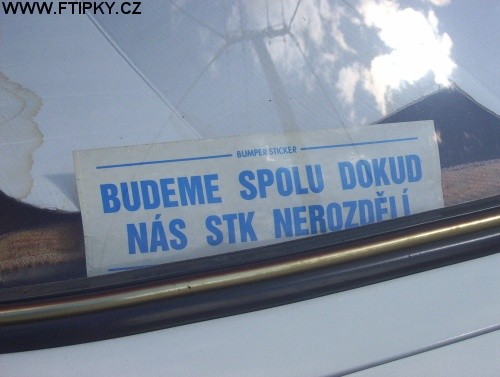 WWW.FTIPKY.CZ
BUMPER STICKER
BUDEME SPOLU DOKUD
NÁS STK NEROZDĚLÍ